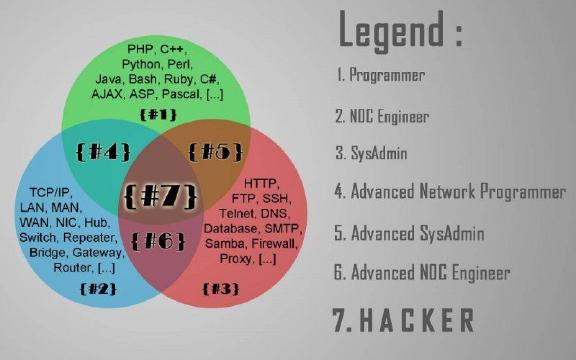 PHP, C++,
Python, Perl,
Java, Bash, Ruby, C#,
AJAX, ASP, Pascal, [...]
{#1}
{#4}
{#5}
{#7}
{#6}
TCP/IP,
LAN, MAN,
WAN, NIC, Hub,
Switch, Repeater,
Bridge, Gateway,
Router, [...]
{#2}
HTTP,
FTP, SSH,
Telnet, DNS,
Database, SMTP,
Samba, Firewall,
Proxy, [...]
{#3}
Legend :
1. Programmer
2. NOC Engineer
3. SysAdmin
4. Advanced Network Programmer
5. Advanced SysAdmin
6. Advanced NOC Engineer
7. HACKER